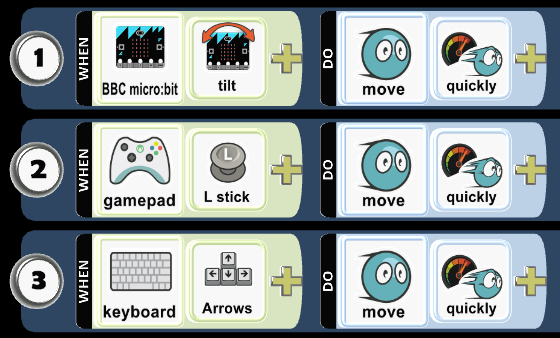 1 WHEN BBC micro:bit tilt DO move quickly
2 WHEN gamepad L L stick DO move quickly
3 WHEN keyboard Arrows DO move quickly